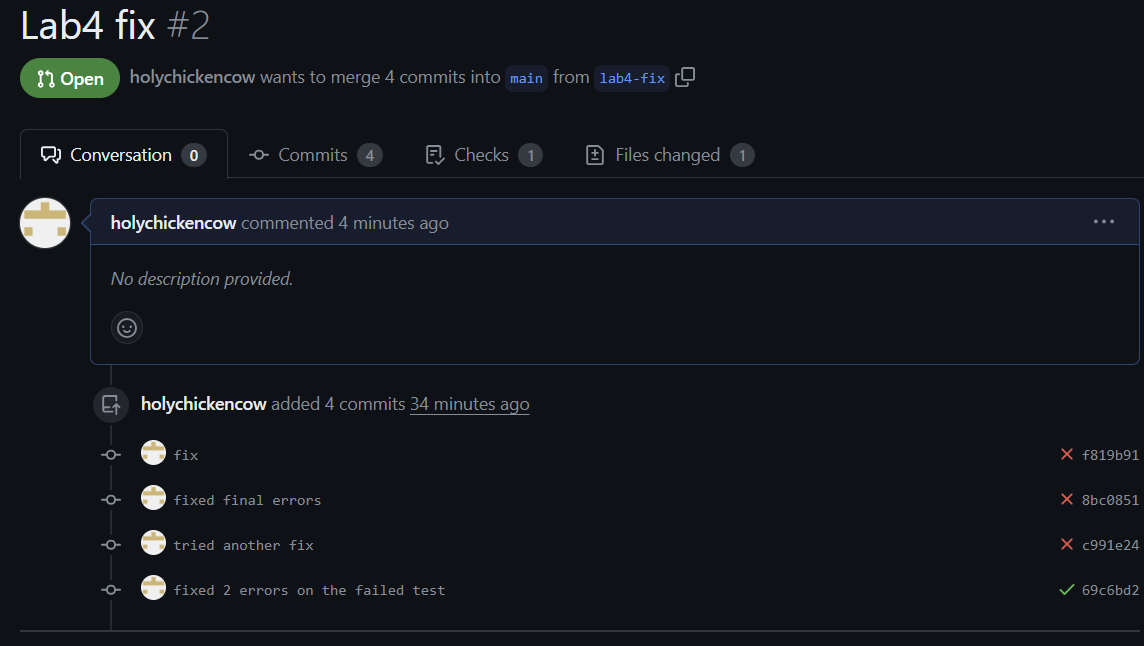 Lab4 fix #2
Open holychickencow wants to merge 4 commits into main from lab4-fix
Conversation 0 Commits 4 Checks 1 Files changed 1
holychickencow commented 4 minutes ago
No description provided.
holychickencow added 4 commits 34 minutes ago
fix f819b91
fixed final errors 8bc0851
tried another fix c991e24
fixed 2 errors on the failed test 69c6bd2